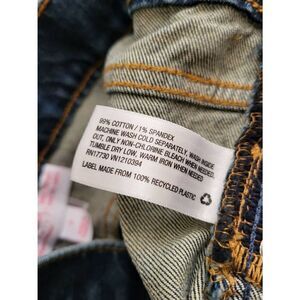 99% COTTON / 1% SPANDEX
MACHINE WASH COLD SEPARATELY, WASH INSIDE
OUT, ONLY NON-CHLORINE BLEACH WHEN NEEDED,
TUMBLE DRY LOW, WARM IRON WHEN NEEDED
RN17730 VN1210394
LABEL MADE FROM 100% RECYCLED PLASTIC